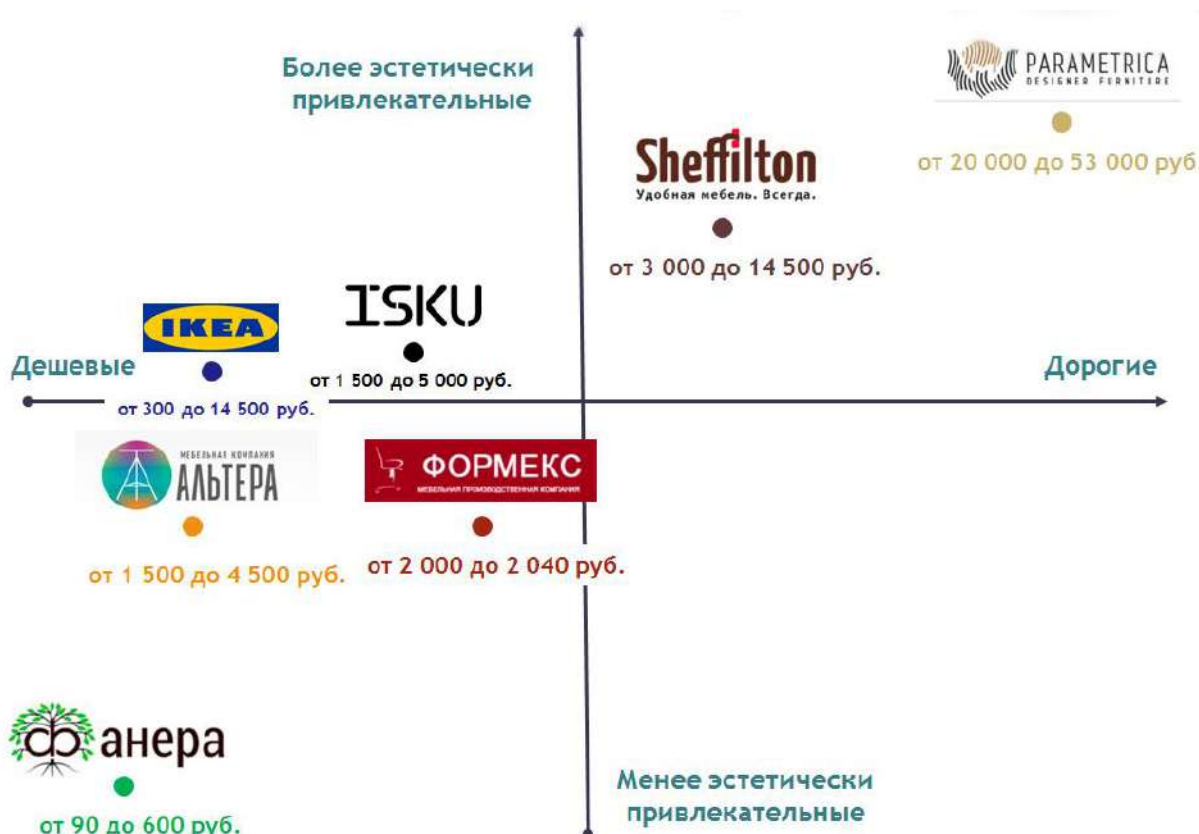 Более эстетически
привлекательные
PARAMETRICA
DESIGNER FURNITURE
от 20 000 до 53 000 руб
Sheffilton
Удобная мебель. Всегда.
от 3 000 до 14 500 руб.
ISKU
от 1 500 до 5 000 руб.
IKEA
Дешевые
Дорогие
от 300 до 14 500 руб.
МЕБЕЛЬНАЯ КОМПАНИЯ
АЛЬТЕРА
от 1 500 до 4 500 руб.
ФОРМЕКС
МЕБЕЛЬНАЯ ПРОИЗВОДСТВЕННАЯ КОМПАНИЯ
от 2 000 до 2 040 руб.
фанера
от 90 до 600 руб.
Менее эстетически
привлекательные